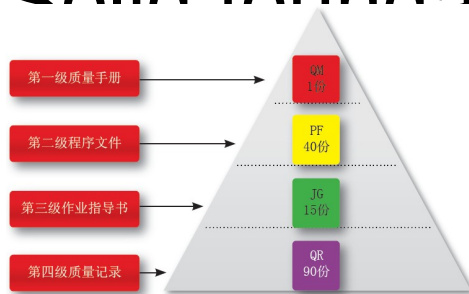 第一级质量手册
QM
1份
第二级程序文件
PF
40份
第三级作业指导书
JG
15份
第四级质量记录
QR
90份